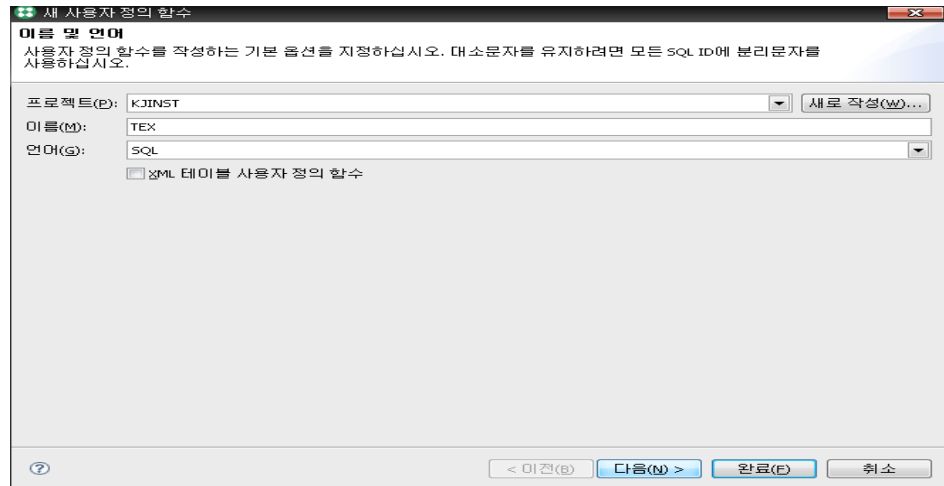 새 사용자 정의 함수
이름 및 언어
사용자 정의 함수를 작성하는 기본 옵션을 지정하십시오. 대소문자를 유지하려면 모든 SQL ID에 분리문자를
사용하십시오.
프로젝트(P): KJINST 새로 작성(W)...
이름(M): TEX
언어(G): SQL
XML 테이블 사용자 정의 함수
< 이전(B) 다음(N) > 완료(F) 취소